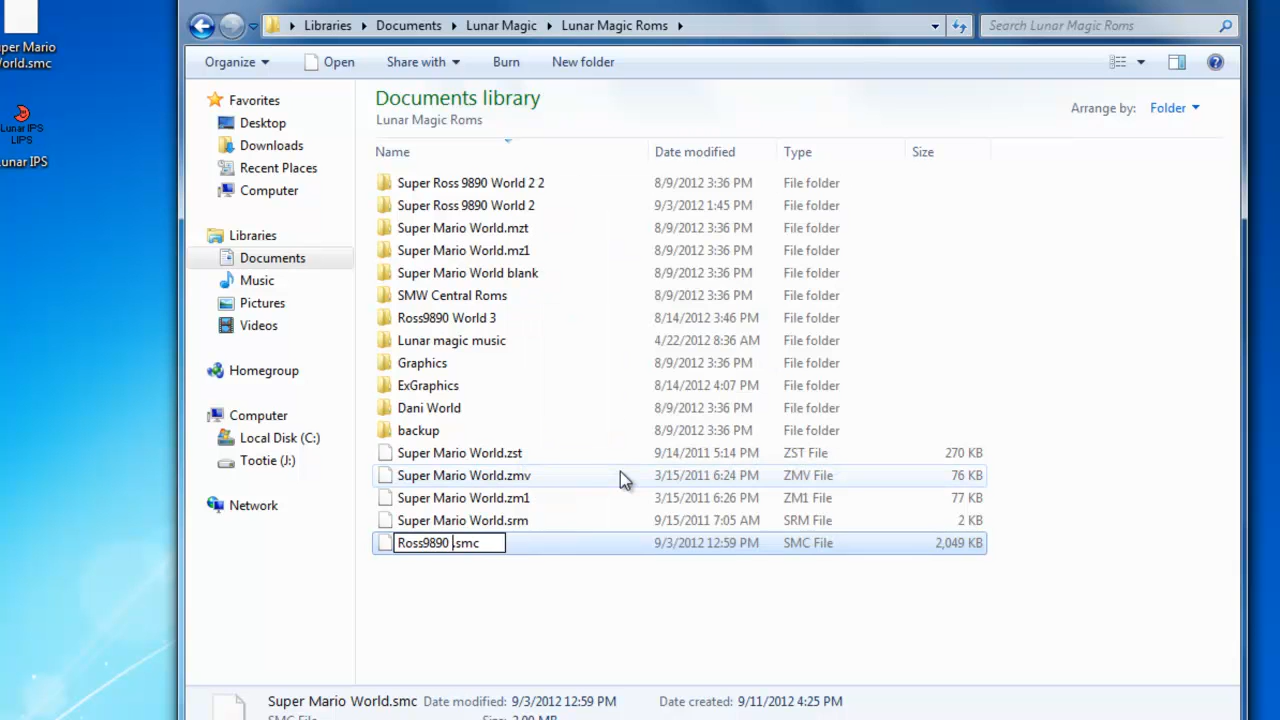 uper Mario
orld.smc
Lunar IPS
LIPS
unar IPS
Libraries Documents Lunar Magic Lunar Magic Roms
Search Lunar Magic Roms
Organize Open Share with Burn New folder
Favorites
Desktop
Downloads
Recent Places
Computer
Libraries
Documents
Music
Pictures
Videos
Homegroup
Computer
Local Disk (C:)
Tootie (J:)
Network
Documents library
Lunar Magic Roms
Arrange by: Folder
Name Date modified Type Size
Super Ross 9890 World 2 2 8/9/2012 3:36 PM File folder
Super Ross 9890 World 2 9/3/2012 1:45 PM File folder
Super Mario World.mzt 8/9/2012 3:36 PM File folder
Super Mario World.mz1 8/9/2012 3:36 PM File folder
Super Mario World blank 8/9/2012 3:36 PM File folder
SMW Central Roms 8/9/2012 3:36 PM File folder
Ross9890 World 3 8/14/2012 3:46 PM File folder
Lunar magic music 4/22/2012 8:36 AM File folder
Graphics 8/9/2012 3:36 PM File folder
ExGraphics 8/14/2012 4:07 PM File folder
Dani World 8/9/2012 3:36 PM File folder
backup 8/9/2012 3:36 PM File folder
Super Mario World.zst 9/14/2011 5:14 PM ZST File 270 KB
Super Mario World.zmv 3/15/2011 6:24 PM ZMV File 76 KB
Super Mario World.zm1 3/15/2011 6:26 PM ZM1 File 77 KB
Super Mario World.srm 9/15/2011 7:05 AM SRM File 2 KB
Ross9890 .smc 9/3/2012 12:59 PM SMC File 2,049 KB
Super Mario World.smc Date modified: 9/3/2012 12:59 PM Date created: 9/11/2012 4:25 PM
SMC File Size: 2.00 MB